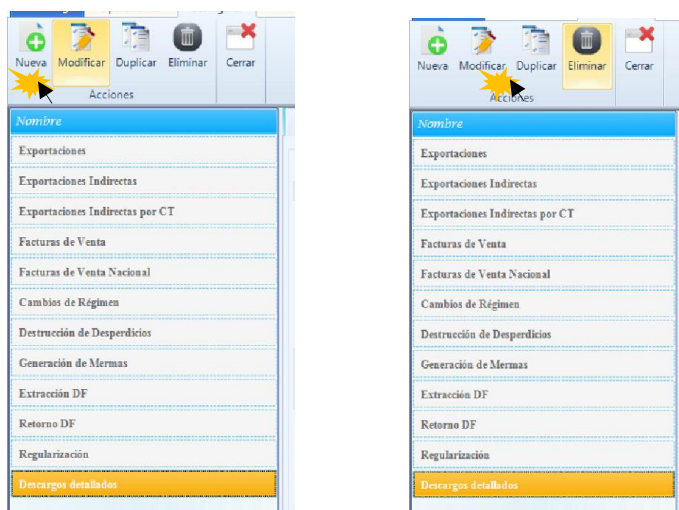 Nueva Modificar Duplicar Eliminar Cerrar
Acciones
Nombre
Exportaciones
Exportaciones Indirectas
Exportaciones Indirectas por CT
Facturas de Venta
Facturas de Venta Nacional
Cambios de Régimen
Destrucción de Desperdicios
Generación de Mermas
Extracción DF
Retorno DF
Regularización
Descargos detallados
Nueva Modificar Duplicar Eliminar Cerrar
Acciones
Nombre
Exportaciones
Exportaciones Indirectas
Exportaciones Indirectas por CT
Facturas de Venta
Facturas de Venta Nacional
Cambios de Régimen
Destrucción de Desperdicios
Generación de Mermas
Extracción DF
Retorno DF
Regularización
Descargos detallados